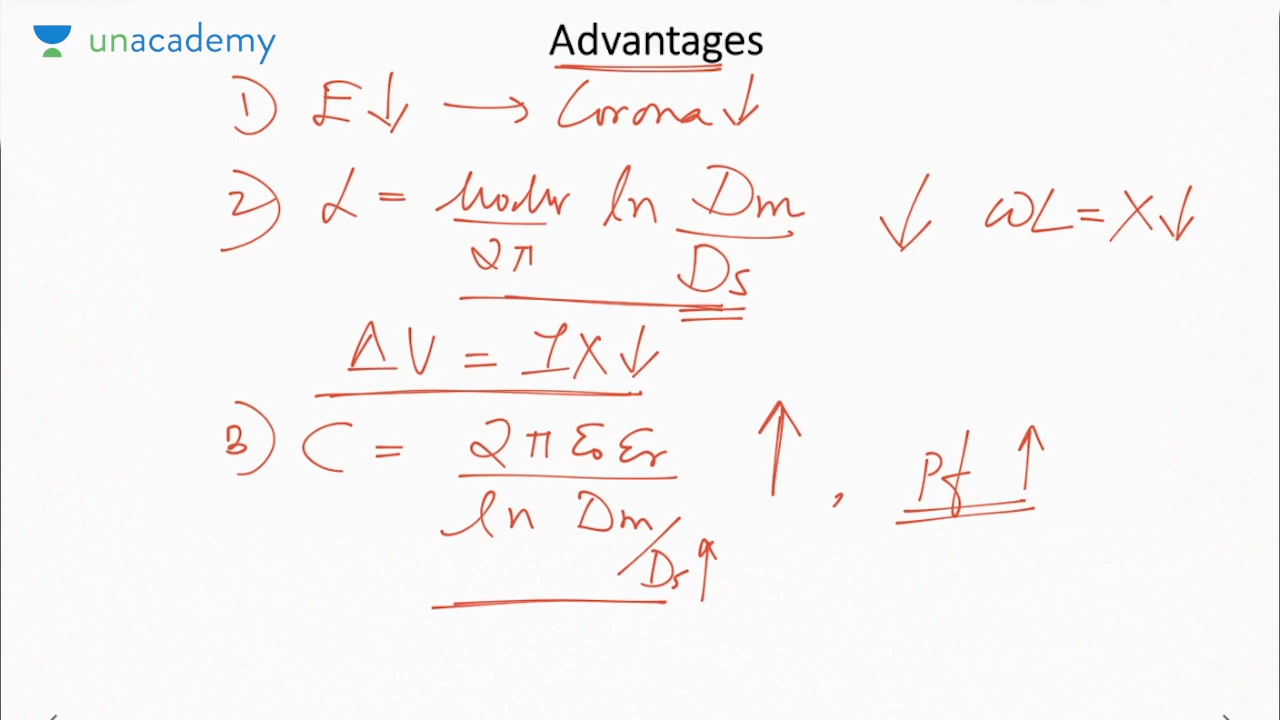 unacademy
Advantages
1) E↓ → Corona↓
2) L = μ₀μr/2π ln Dm/Ds ↓ ωL = X↓
ΔV = IX↓
3) C = 2πε₀εr / ln Dm/Ds↑ ↑, Pf ↑